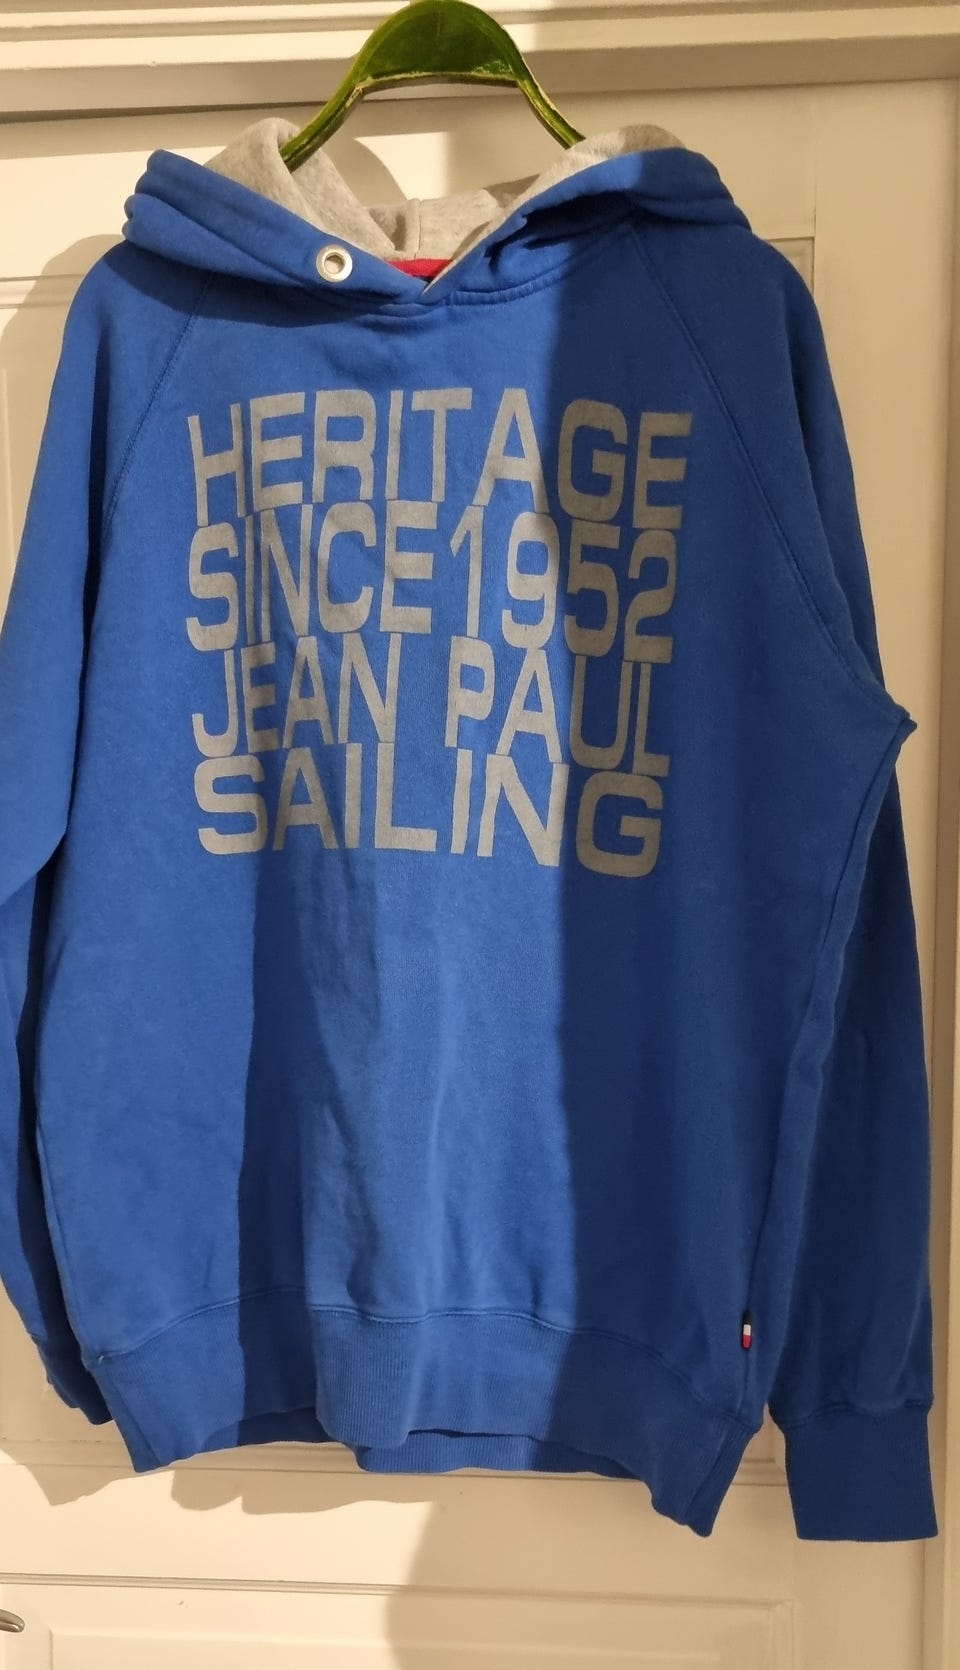 HERITAGE
SINCE 1952
JEAN PAUL
SAILING